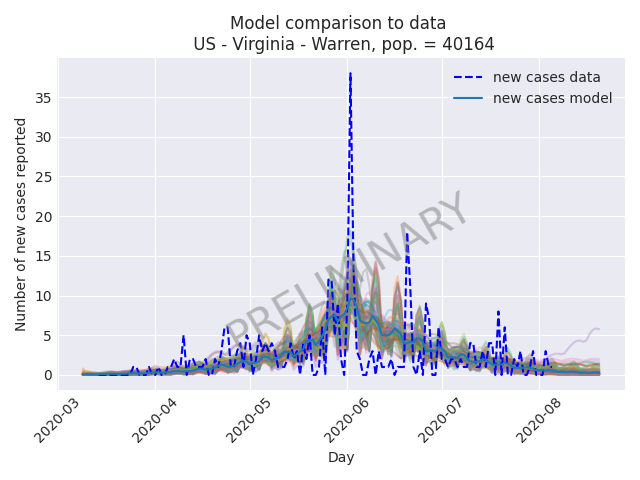 Model comparison to data
US - Virginia - Warren, pop. = 40164
new cases data
new cases model
Number of new cases reported
35
30
25
20
15
10
5
0
PRELIMINARY
2020-03
2020-04
2020-05
2020-06
2020-07
2020-08
Day